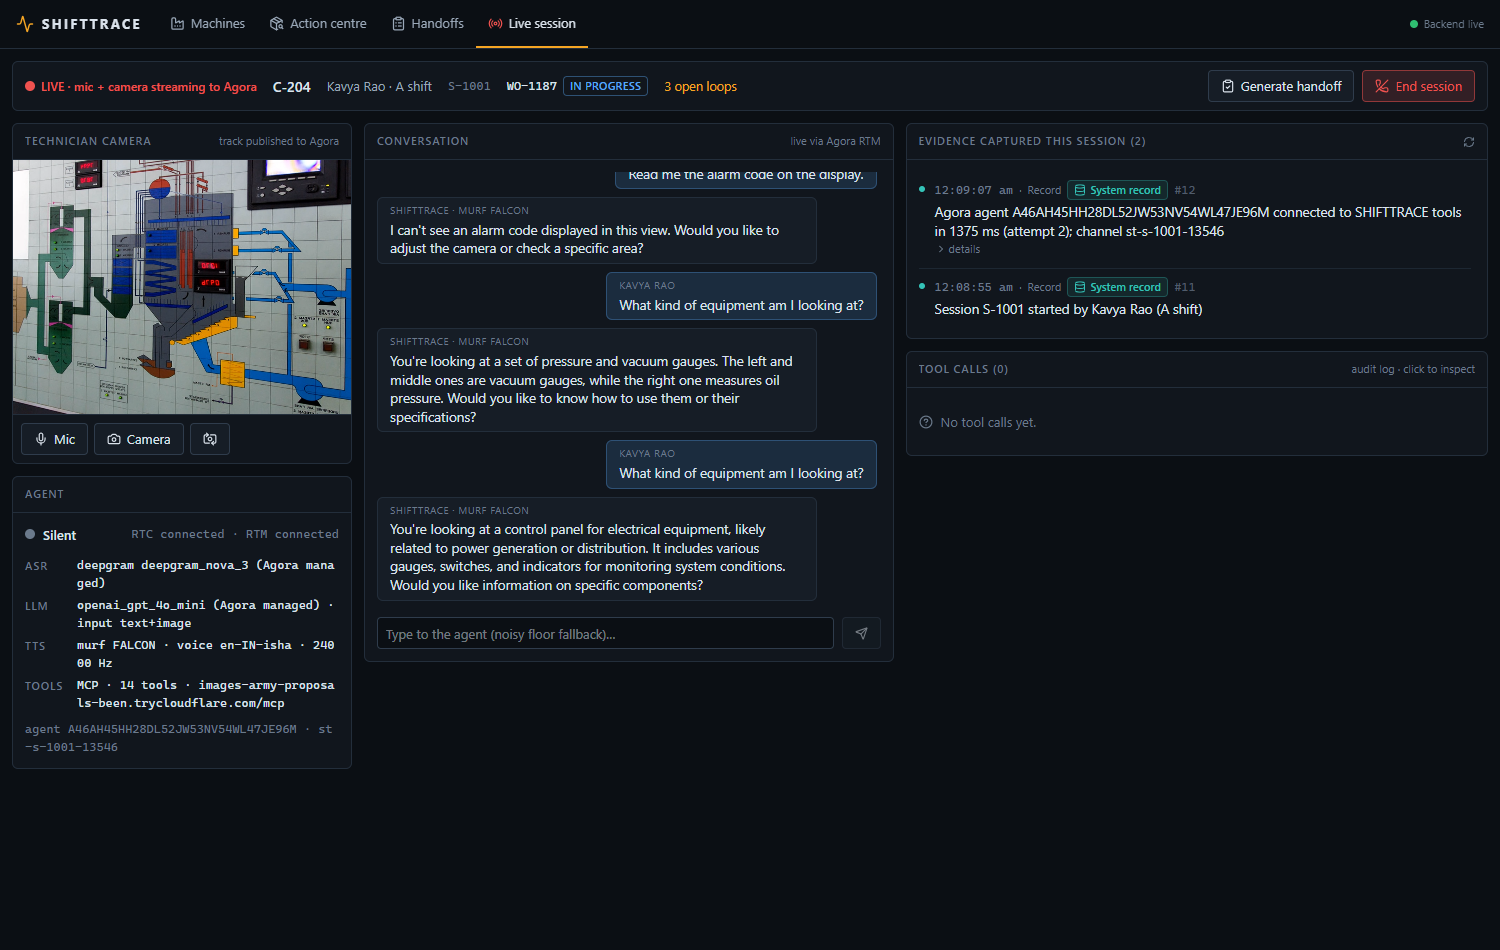 SHIFTTRACE
Machines
Action centre
Handoffs
Live session
Backend live
LIVE · mic + camera streaming to Agora
C-204
Kavya Rao · A shift
S-1001
WO-1187
IN PROGRESS
3 open loops
Generate handoff
End session
TECHNICIAN CAMERA
track published to Agora
Mic
Camera
AGENT
Silent
RTC connected · RTM connected
ASR
deepgram deepgram_nova_3 (Agora mana
ged)
LLM
openai_gpt_4o_mini (Agora managed) ·
input text+image
TTS
murf FALCON · voice en-IN-isha · 240
00 Hz
TOOLS
MCP · 14 tools · images-army-proposa
ls-been.trycloudflare.com/mcp
agent A46AH45HH28DL52JW53NV54WL47JE96M · st
-s-1001-13546
CONVERSATION
live via Agora RTM
Read me the alarm code on the display.
SHIFTTRACE · MURF FALCON
I can't see an alarm code displayed in this view. Would you like to
adjust the camera or check a specific area?
KAVYA RAO
What kind of equipment am I looking at?
SHIFTTRACE · MURF FALCON
You're looking at a set of pressure and vacuum gauges. The left and
middle ones are vacuum gauges, while the right one measures oil
pressure. Would you like to know how to use them or their
specifications?
KAVYA RAO
What kind of equipment am I looking at?
SHIFTTRACE · MURF FALCON
You're looking at a control panel for electrical equipment, likely
related to power generation or distribution. It includes various
gauges, switches, and indicators for monitoring system conditions.
Would you like information on specific components?
Type to the agent (noisy floor fallback)...
EVIDENCE CAPTURED THIS SESSION (2)
12:09:07 am · Record
System record
#12
Agora agent A46AH45HH28DL52JW53NV54WL47JE96M connected to SHIFTTRACE tools
in 1375 ms (attempt 2); channel st-s-1001-13546
> details
12:08:55 am · Record
System record
#11
Session S-1001 started by Kavya Rao (A shift)
TOOL CALLS (0)
audit log · click to inspect
No tool calls yet.